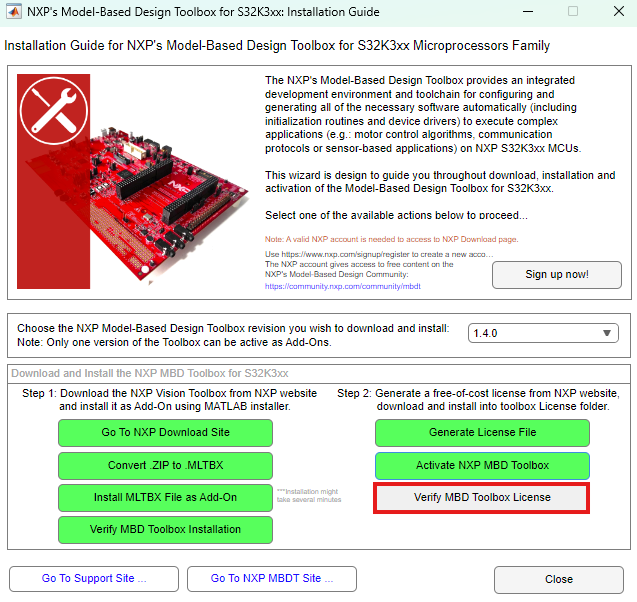 NXP's Model-Based Design Toolbox for S32K3xx: Installation Guide
Installation Guide for NXP's Model-Based Design Toolbox for S32K3xx Microprocessors Family
The NXP's Model-Based Design Toolbox provides an integrated
development environment and toolchain for configuring and
generating all of the necessary software automatically (including
initialization routines and device drivers) to execute complex
applications (e.g.: motor control algorithms, communication
protocols or sensor-based applications) on NXP S32K3xx MCUs.
This wizard is design to guide you throughout download, installation and
activation of the Model-Based Design Toolbox for S32K3xx.
Select one of the available actions below to proceed...
Note: A valid NXP account is needed to access to NXP Download page.
Use https://www.nxp.com/signup/register to create a new acco...
The NXP account gives access to free content on the
NXP's Model-Based Design Community:
https://community.nxp.com/community/mbdt
Sign up now!
NXP
Choose the NXP Model-Based Design Toolbox revision you wish to download and install:
Note: Only one version of the Toolbox can be active as Add-Ons.
1.4.0
Download and Install the NXP MBD Toolbox for S32K3xx
Step 1: Download the NXP Vision Toolbox from NXP website
and install it as Add-On using MATLAB installer.
Go To NXP Download Site
Convert .ZIP to .MLTBX
Install MLTBX File as Add-On
***Installation might
take several minutes
Verify MBD Toolbox Installation
Step 2: Generate a free-of-cost license from NXP website,
download and install into toolbox License folder.
Generate License File
Activate NXP MBD Toolbox
Verify MBD Toolbox License
Go To Support Site ...
Go To NXP MBDT Site ...
Close